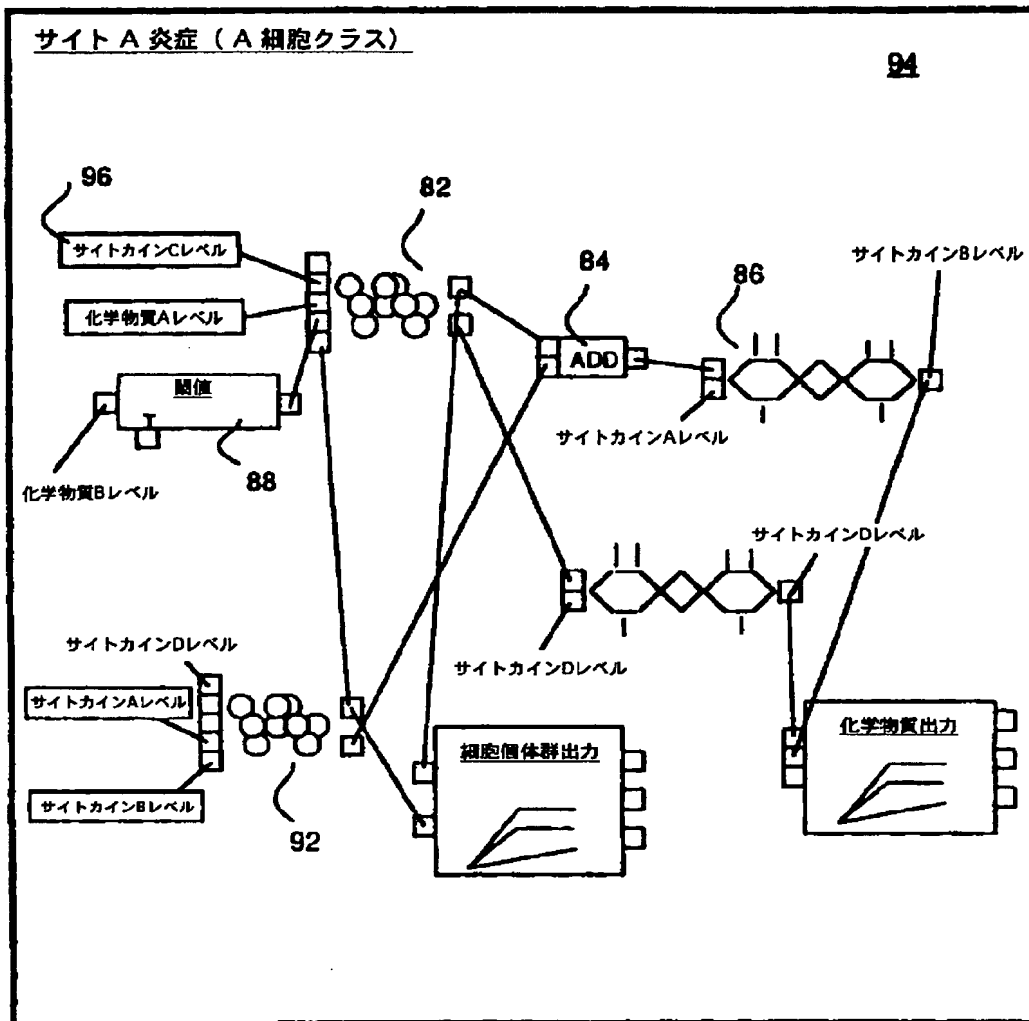 サイト A 炎症 ( A 細胞クラス)
94
96
82
サイトカインCレベル
84
86
サイトカインBレベル
化学物質Aレベル
ADD
閾値
サイトカインAレベル
化学物質Bレベル
88
サイトカインDレベル
サイトカインDレベル
サイトカインDレベル
サイトカインAレベル
細胞個体群出力
化学物質出力
サイトカインBレベル
92